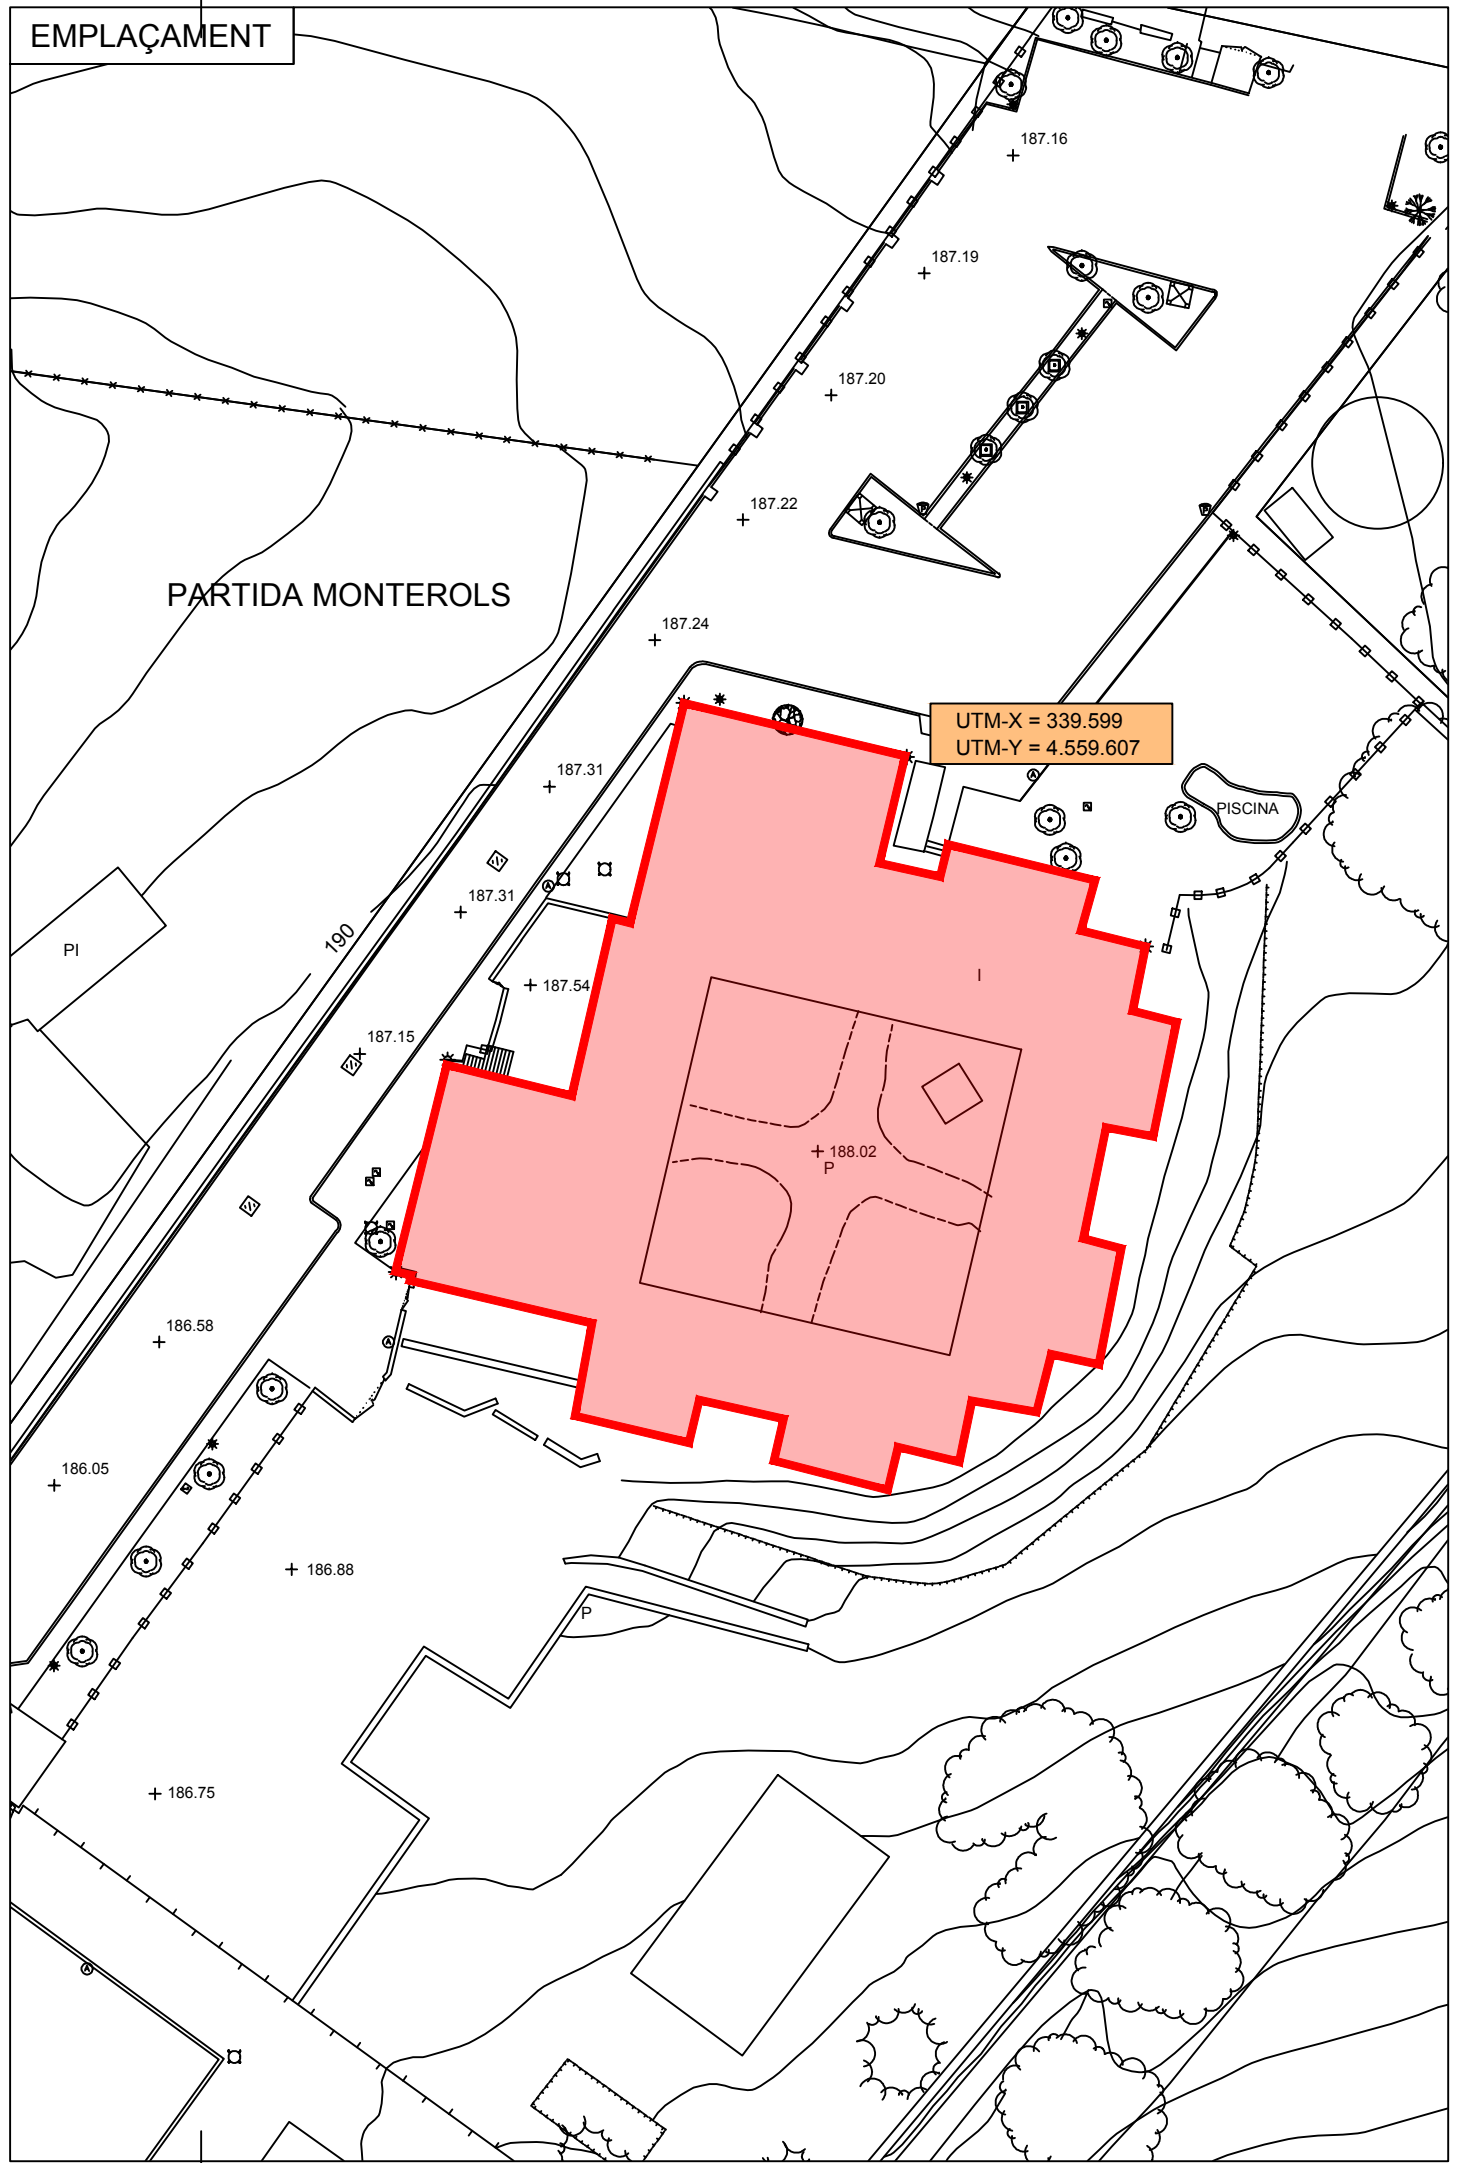 EMPLAÇAMENT
187.16
187.19
187.20
187.22
PARTIDA MONTEROLS
187.24
UTM-X = 339.599
UTM-Y = 4.559.607
187.31
PISCINA
187.31
190
PI
I
187.54
187.15
188.02
P
186.58
186.05
186.88
P
186.75